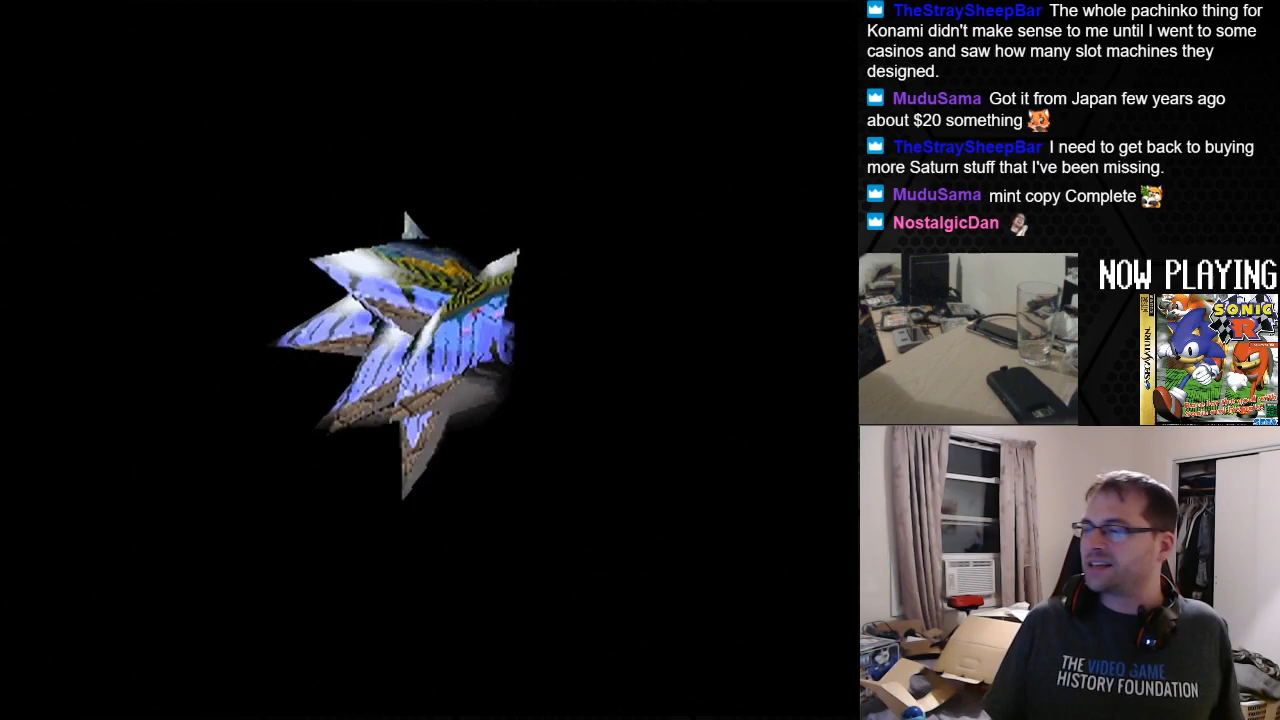 TheStraySheepBar The whole pachinko thing for
Konami didn't make sense to me until I went to some
casinos and saw how many slot machines they
designed.
MuduSama Got it from Japan few years ago
about $20 something
TheStraySheepBar I need to get back to buying
more Saturn stuff that I've been missing.
MuduSama mint copy Complete
NostalgicDan
NOW PLAYING
SONIC
R
SEGA SATURN
SEGA
THE VIDEO GAME
HISTORY FOUNDATION